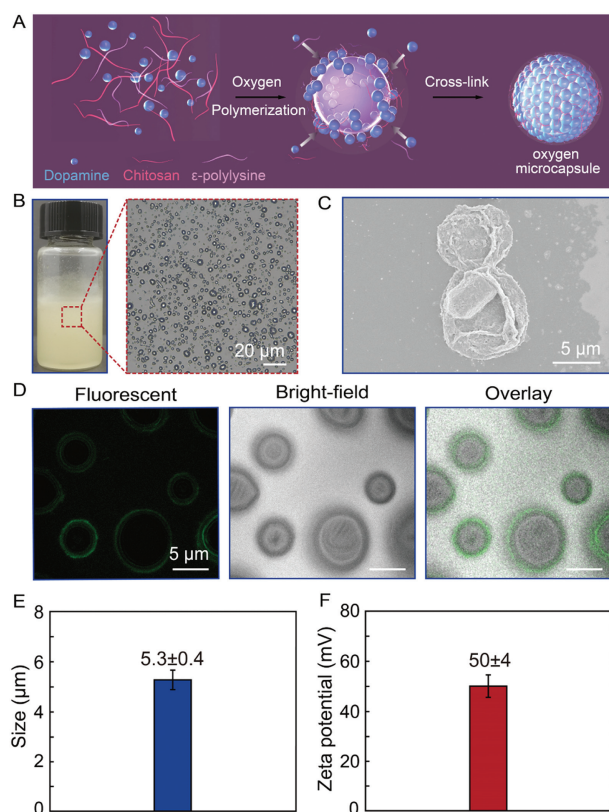 A
Oxygen
Polymerization
Cross-link
Dopamine
Chitosan
ε-polylysine
oxygen
microcapsule
B
20 μm
C
5 μm
D
Fluorescent
Bright-field
Overlay
5 μm
E
8
6
4
2
0
Size (μm)
5.3±0.4
F
80
60
40
20
0
Zeta potential (mV)
50±4